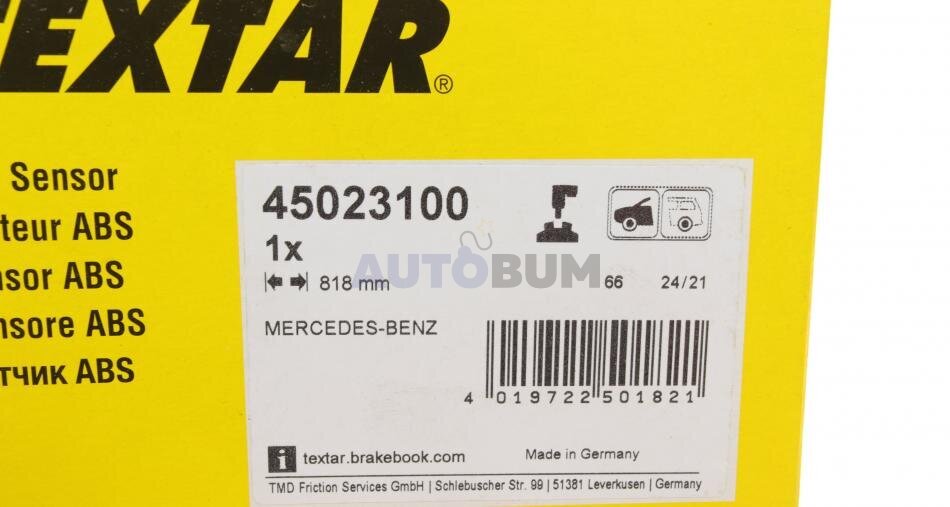 TEXTAR®
Sensor
teur ABS
nsor ABS
nsore ABS
тчик ABS
45023100
1x
AUTOBUM
818 mm 66 24/21
MERCEDES-BENZ
4 019722 501821
i textar.brakebook.com Made in Germany
TMD Friction Services GmbH | Schlebuscher Str. 99 | 51381 Leverkusen | Germany